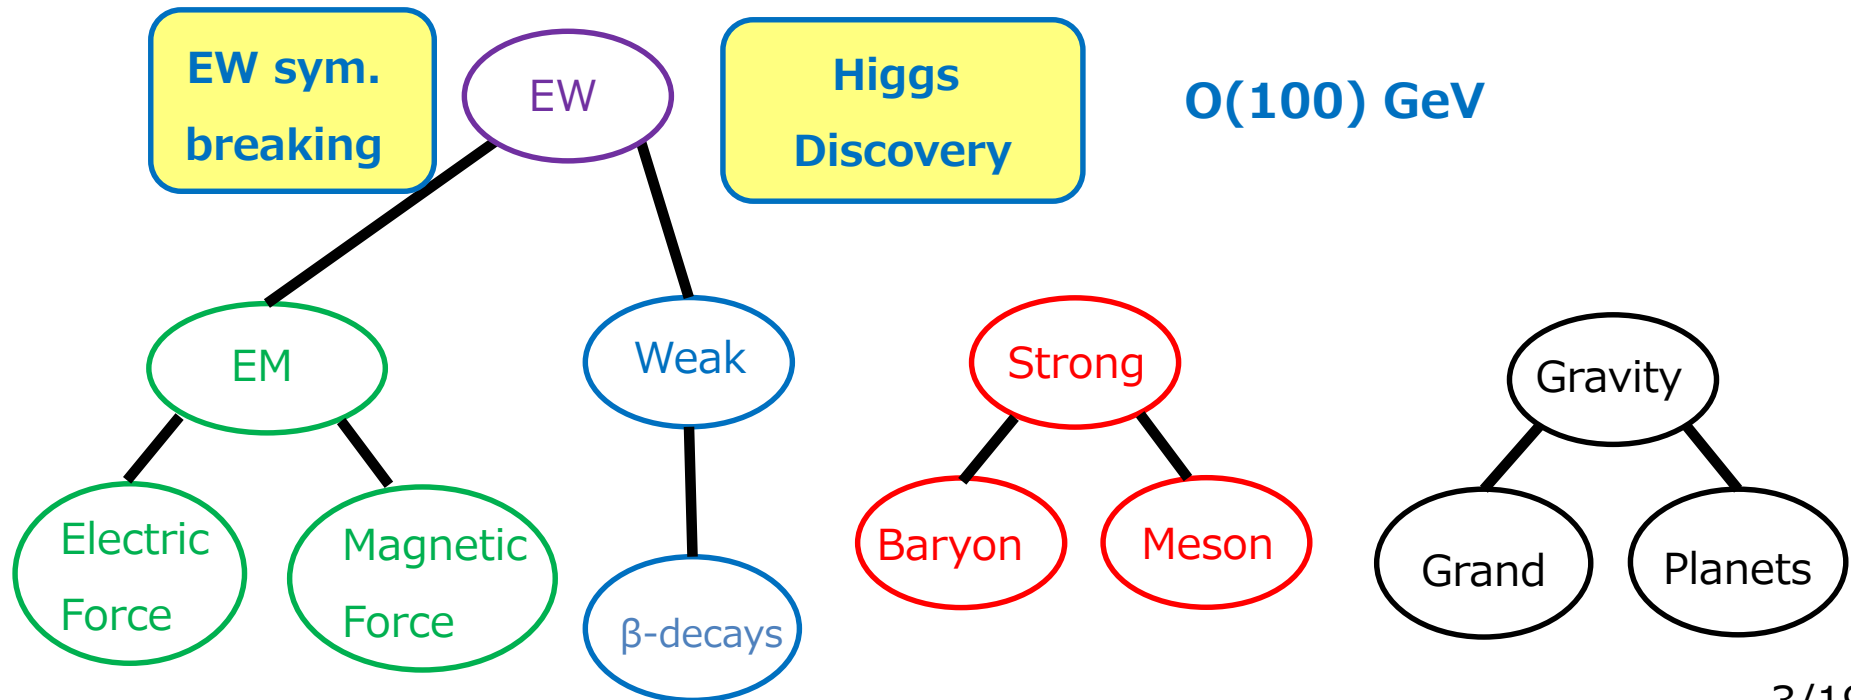 EW sym.
breaking
EW
Higgs
Discovery
O(100) GeV
EM
Weak
Strong
Gravity
Electric
Force
Magnetic
Force
β-decays
Baryon
Meson
Grand
Planets